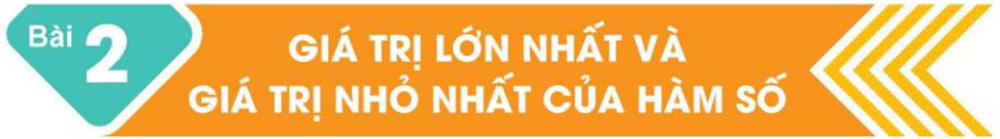 Bài 2
GIÁ TRỊ LỚN NHẤT VÀ
GIÁ TRỊ NHỎ NHẤT CỦA HÀM SỐ